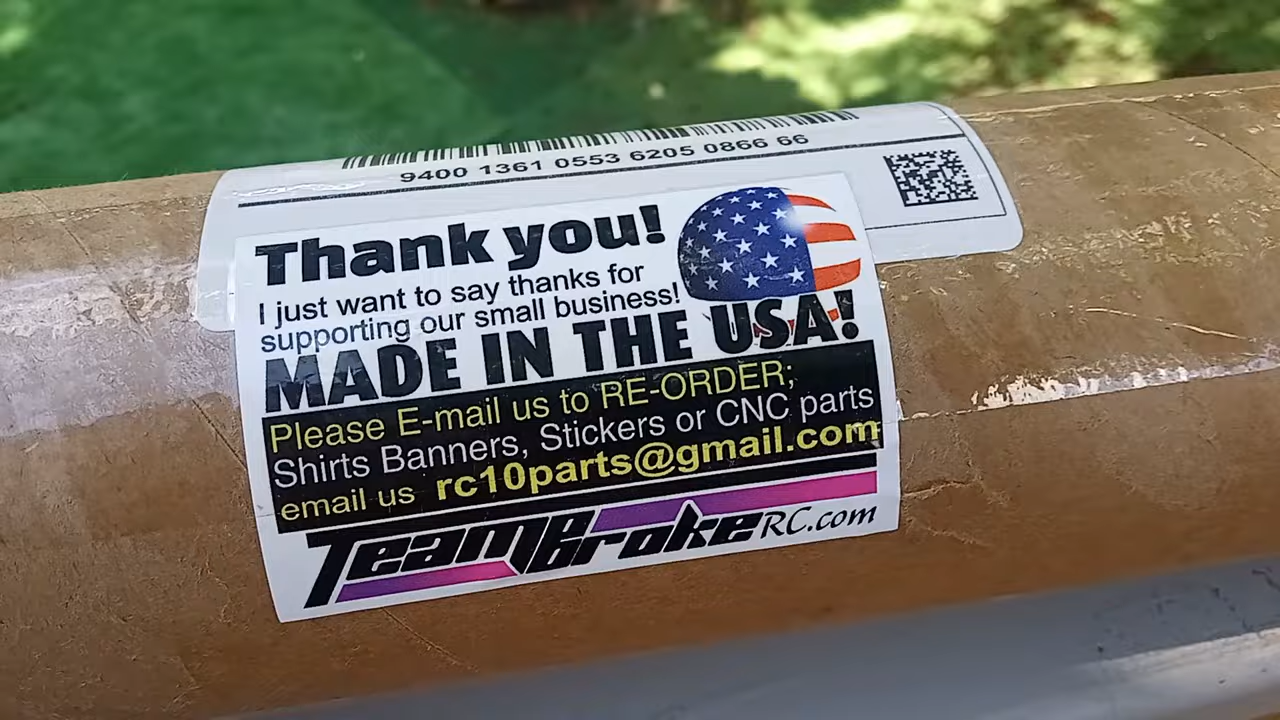 9400 1361 0553 6205 0866 66
Thank you!
I just want to say thanks for
supporting our small business!
MADE IN THE USA!
Please E-mail us to RE-ORDER;
Shirts Banners, Stickers or CNC parts
email us rc10parts@gmail.com
TeamBrokeRC.com